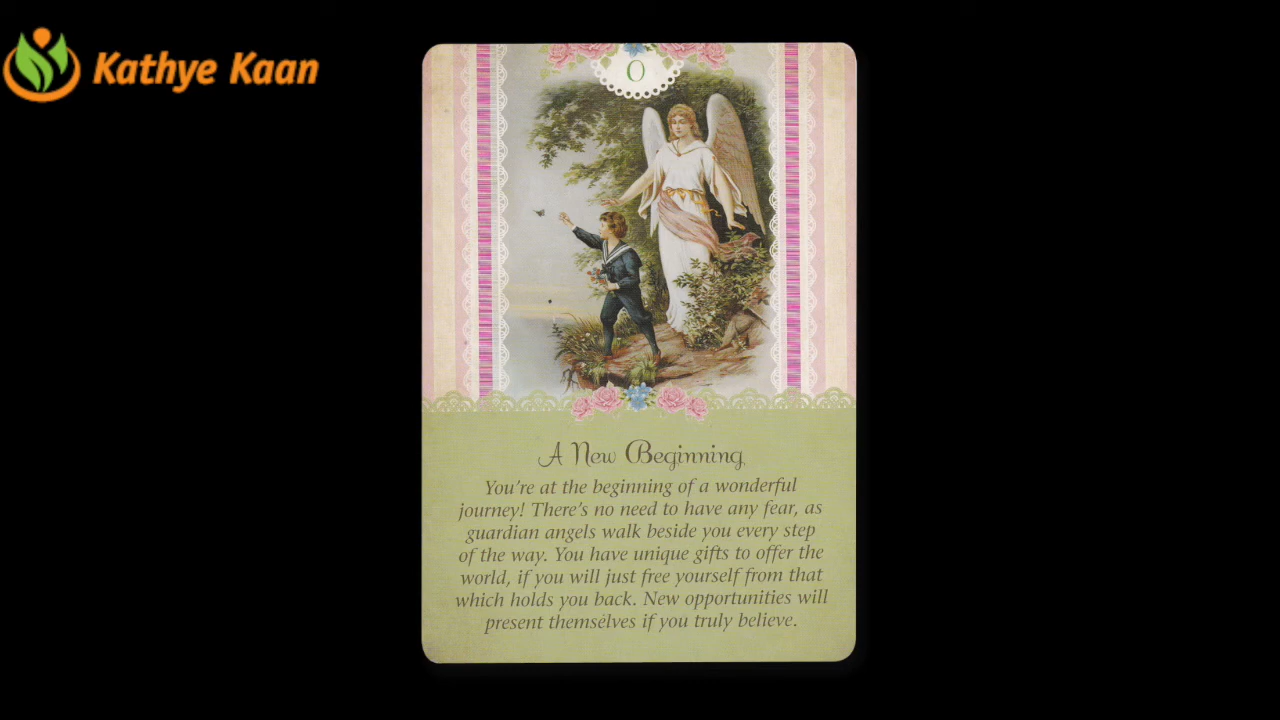 Kathye Kaan
0
A New Beginning
You're at the beginning of a wonderful
journey! There's no need to have any fear, as
guardian angels walk beside you every step
of the way. You have unique gifts to offer the
world, if you will just free yourself from that
which holds you back. New opportunities will
present themselves if you truly believe.